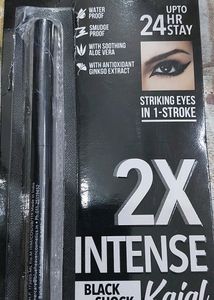 WATER
PROOF
SMUDGE
PROOF
WITH SOOTHING
ALOE VERA
WITH ANTIOXIDANT
GINKGO EXTRACT
UPTO
24 HR
STAY
STRIKING EYES
IN 1-STROKE
2X
INTENSE
BLACK
SHOCK
Kajal